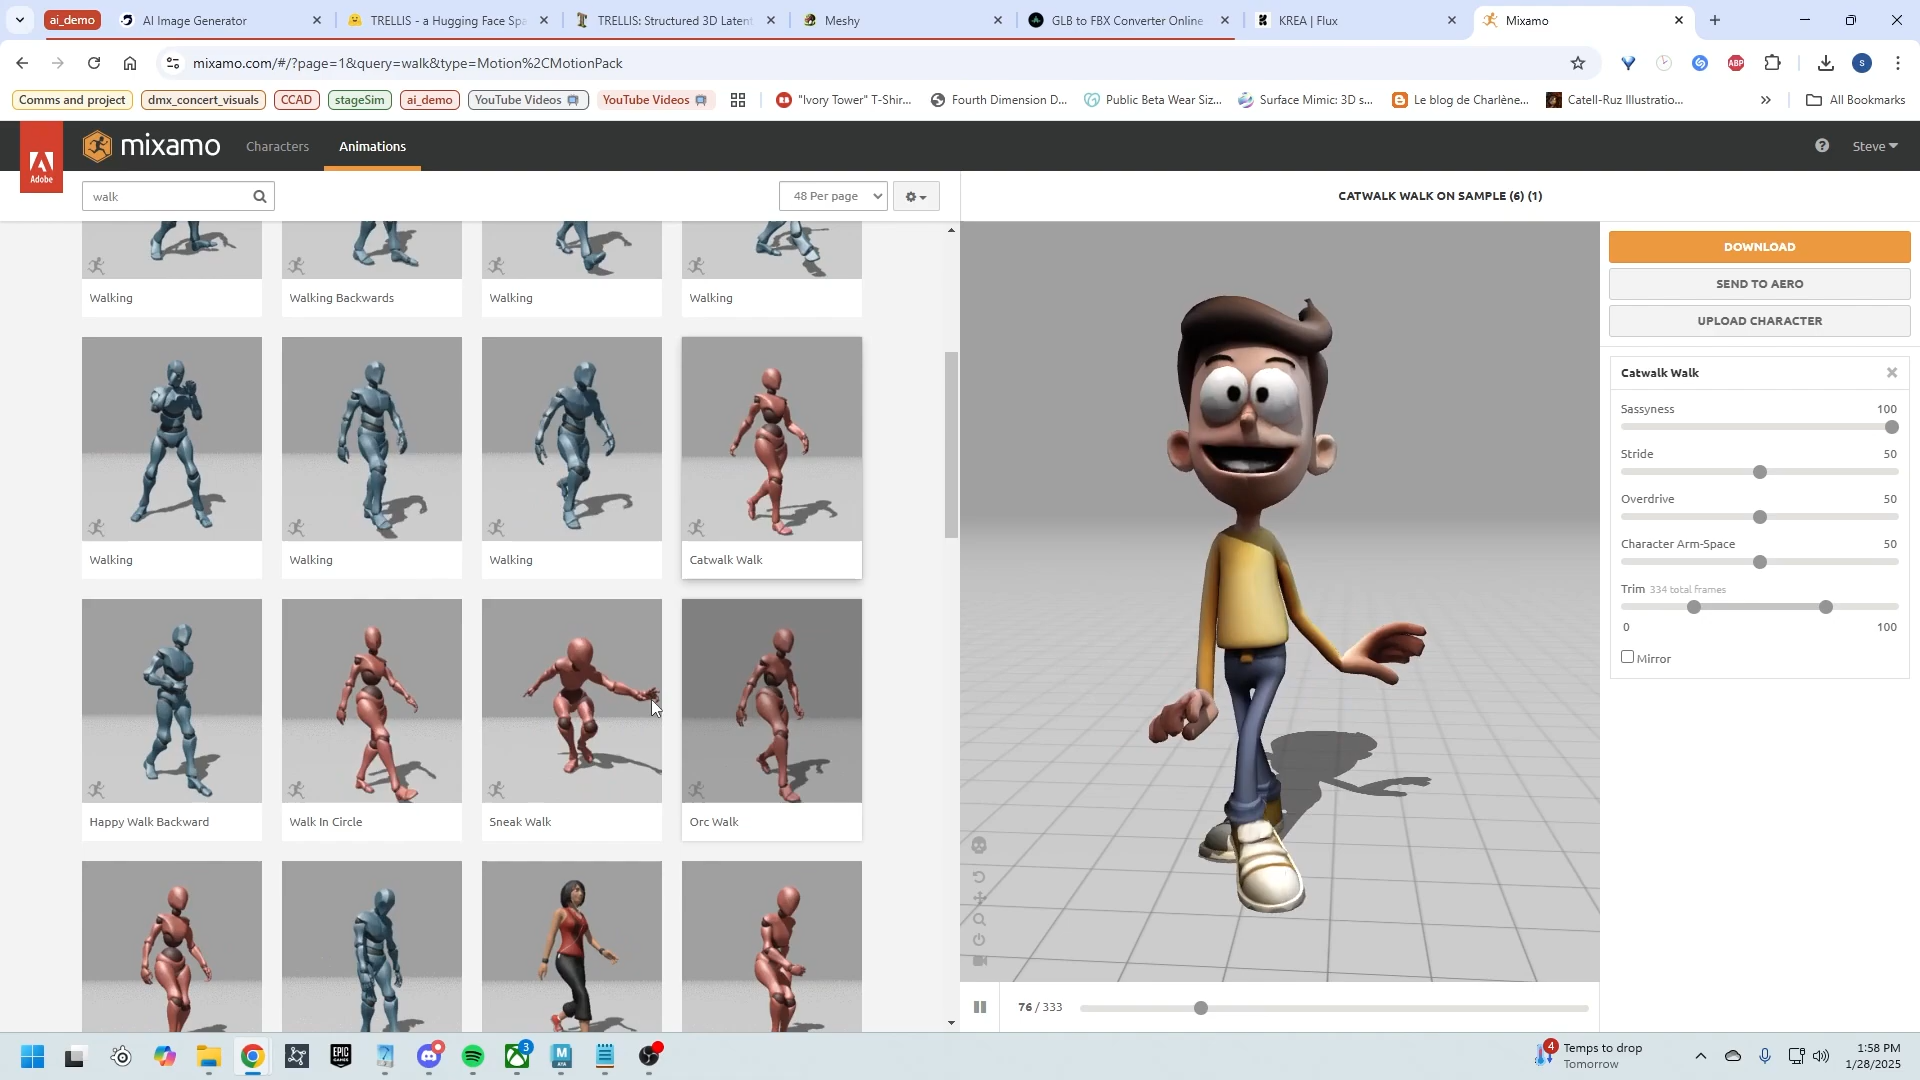 ai_demo
AI Image Generator
TRELLIS - a Hugging Face Spa
TRELLIS: Structured 3D Latent
Meshy
GLB to FBX Converter Online
KREA | Flux
Mixamo
mixamo.com/#/?page=1&query=walk&type=Motion%2CMotionPack
ABP
S
Comms and project
dmx_concert_visuals
CCAD
stageSim
ai_demo
YouTube Videos
YouTube Videos
"Ivory Tower" T-Shir...
Fourth Dimension D...
Public Beta Wear Siz...
Surface Mimic: 3D s...
Le blog de Charlène...
Catell-Ruz Illustratio...
All Bookmarks
Adobe
mixamo
Characters
Animations
Steve
walk
48 Per page
CATWALK WALK ON SAMPLE (6) (1)
Walking
Walking Backwards
Walking
Walking
Walking
Walking
Walking
Catwalk Walk
Happy Walk Backward
Walk In Circle
Sneak Walk
Orc Walk
DOWNLOAD
SEND TO AERO
UPLOAD CHARACTER
Catwalk Walk
Sassyness 100
Stride 50
Overdrive 50
Character Arm-Space 50
Trim 334 total frames
0 100
Mirror
76 / 333
EPIC GAMES
3
4
Temps to drop
Tomorrow
1:58 PM
1/28/2025